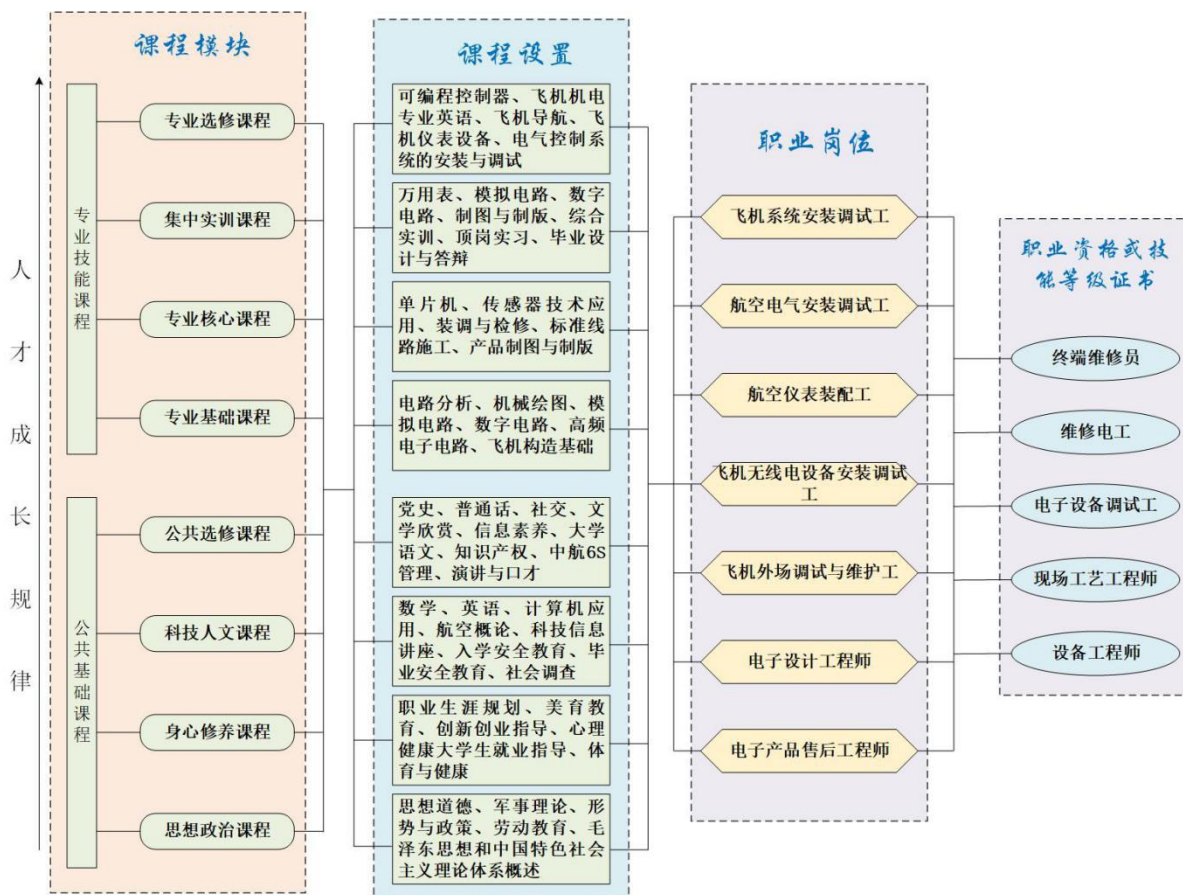 人才成长规律
课程模块
专业技能课程
专业选修课程
集中实训课程
专业核心课程
专业基础课程
公共基础课程
公共选修课程
科技人文课程
身心修养课程
思想政治课程
课程设置
可编程控制器、飞机机电
专业英语、飞机导航、飞
机仪表设备、电气控制系
统的安装与调试
万用表、模拟电路、数字
电路、制图与制版、综合
实训、顶岗实习、毕业设
计与答辩
单片机、传感器技术应
用、装调与检修、标准线
路施工、产品制图与制版
电路分析、机械绘图、模
拟电路、数字电路、高频
电子电路、飞机构造基础
党史、普通话、社交、文
学欣赏、信息素养、大学
语文、知识产权、中航6S
管理、演讲与口才
数学、英语、计算机应
用、航空概论、科技信息
讲座、入学安全教育、毕
业安全教育、社会调查
职业生涯规划、美育教
育、创新创业指导、心理
健康大学生就业指导、体
育与健康
思想道德、军事理论、形
势与政策、劳动教育、毛
泽东思想和中国特色社会
主义理论体系概述
职业岗位
飞机系统安装调试工
航空电气安装调试工
航空仪表装配工
飞机无线电设备安装调试
工
飞机外场调试与维护工
电子设计工程师
电子产品售后工程师
职业资格或技
能等级证书
终端维修员
维修电工
电子设备调试工
现场工艺工程师
设备工程师